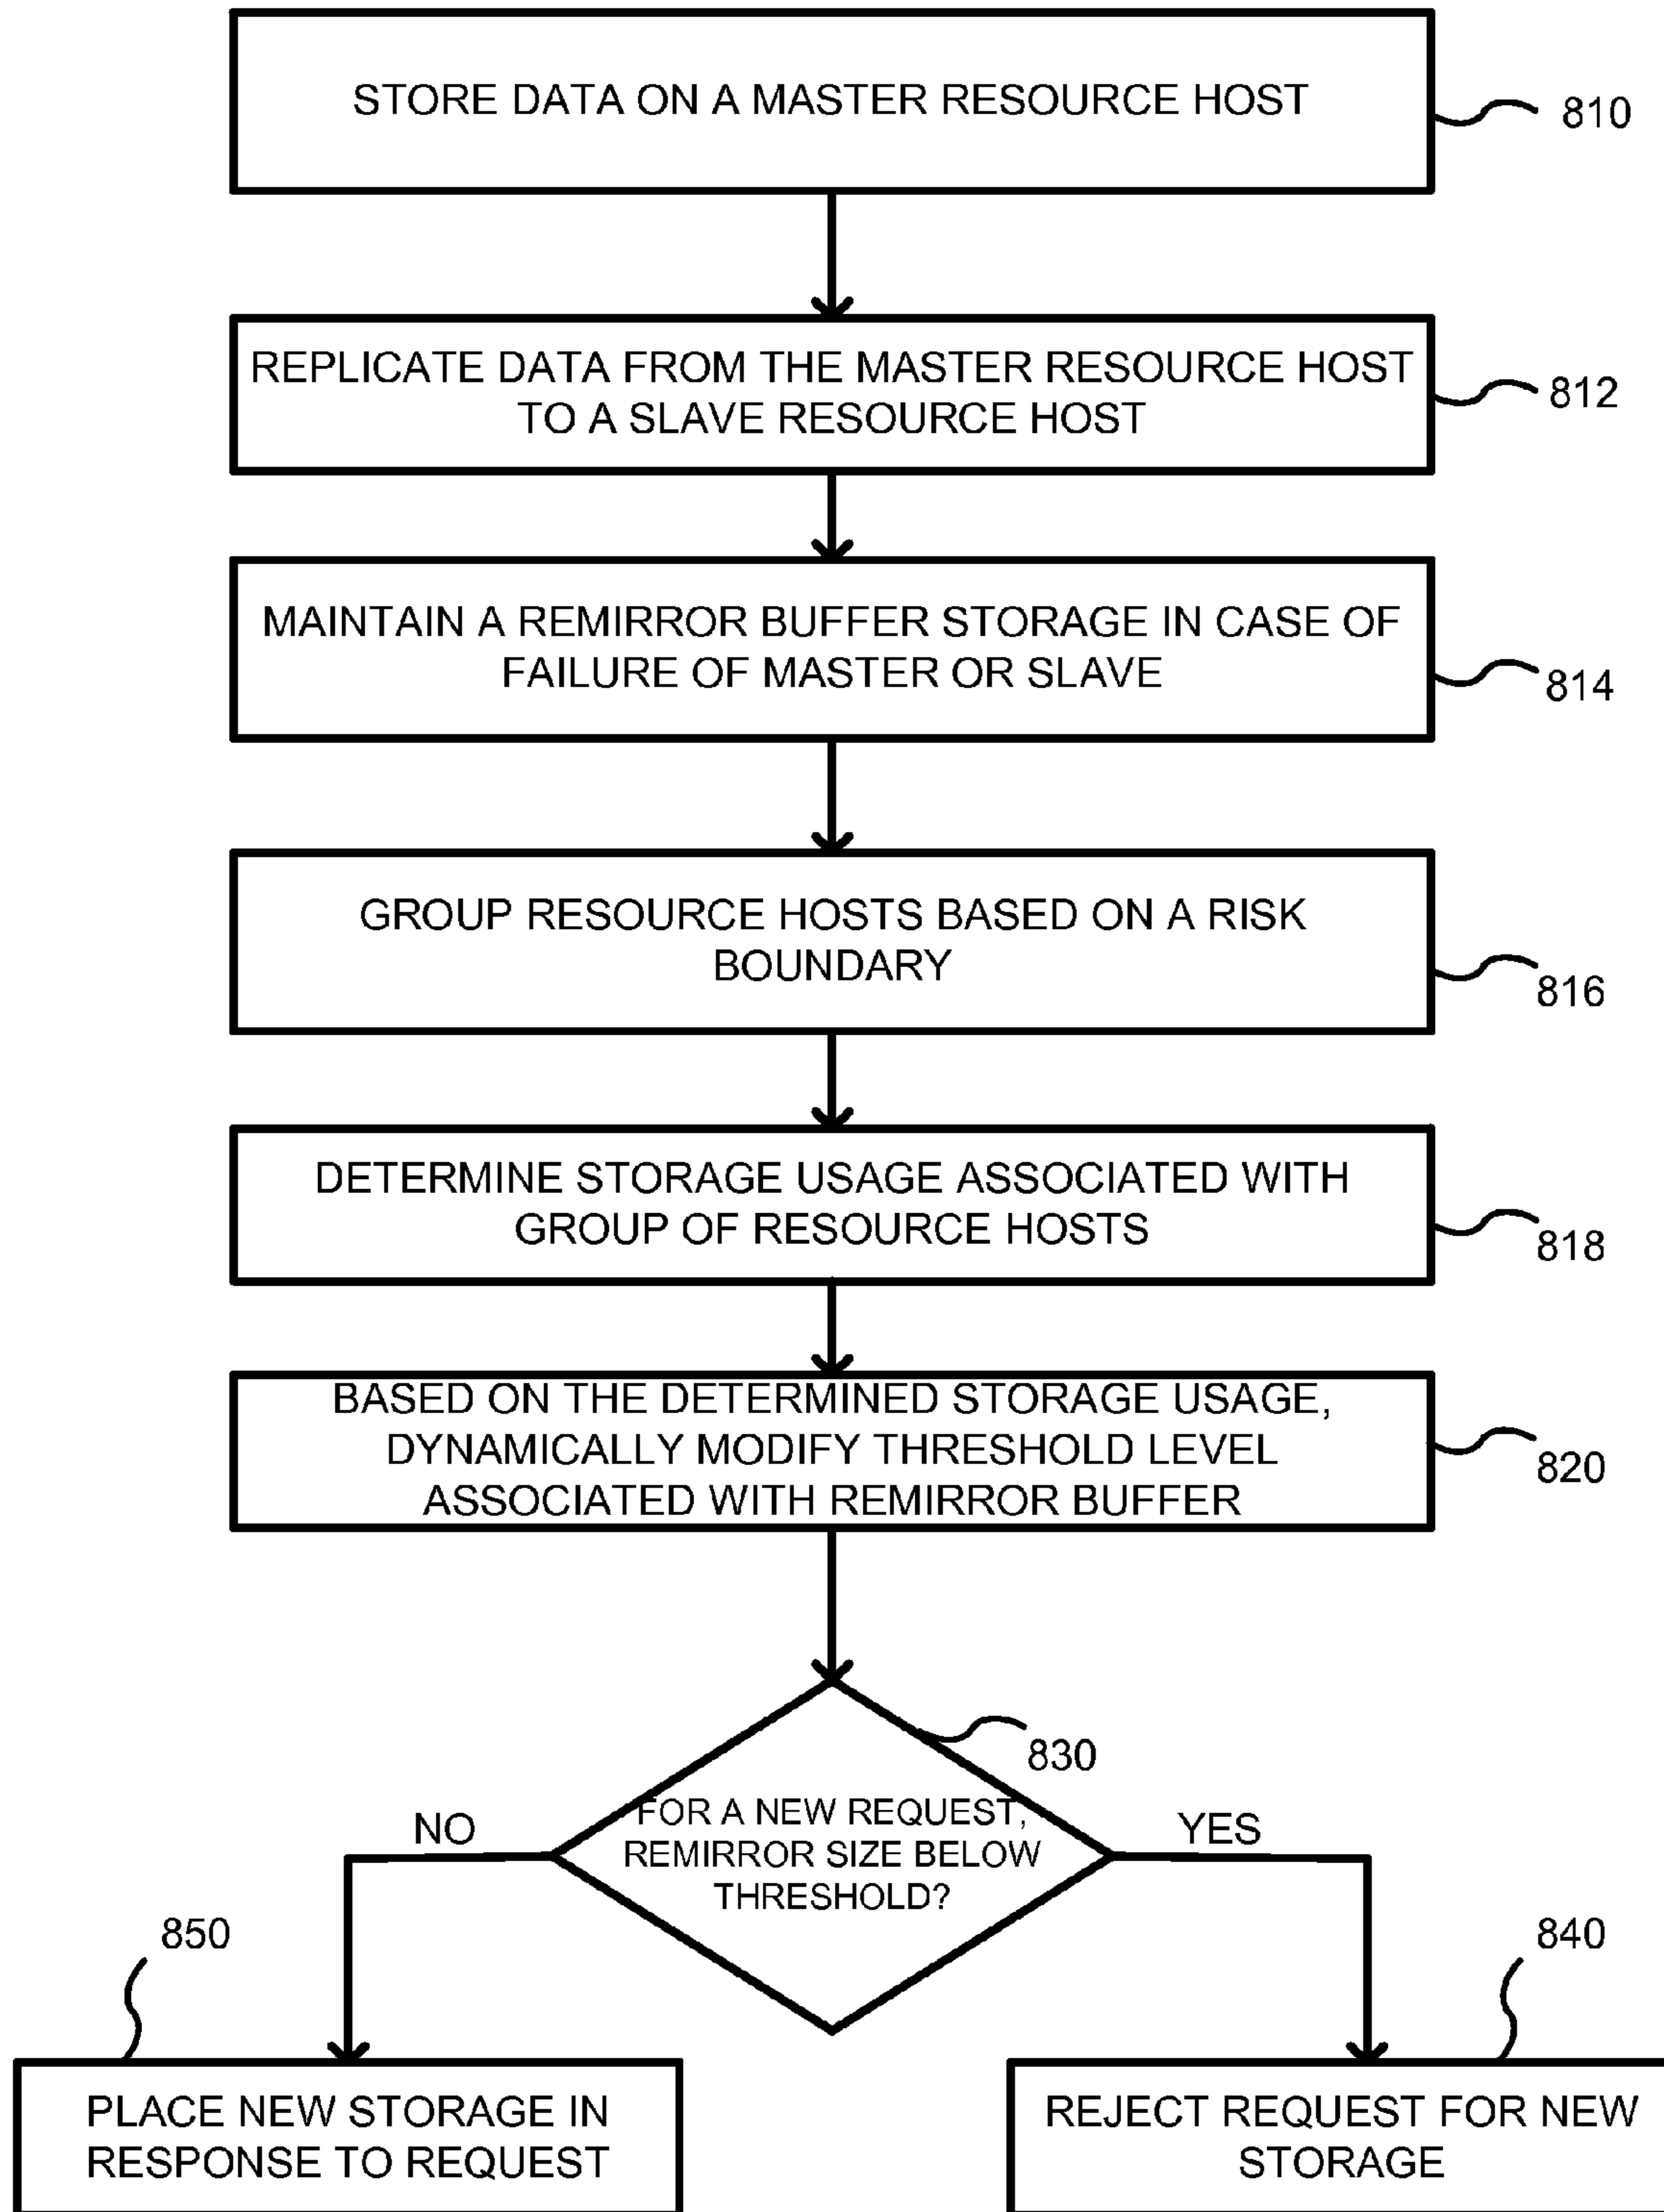 STORE DATA ON A MASTER RESOURCE HOST
810
REPLICATE DATA FROM THE MASTER RESOURCE HOST
TO A SLAVE RESOURCE HOST
812
MAINTAIN A REMIRROR BUFFER STORAGE IN CASE OF
FAILURE OF MASTER OR SLAVE
814
GROUP RESOURCE HOSTS BASED ON A RISK
BOUNDARY
816
DETERMINE STORAGE USAGE ASSOCIATED WITH
GROUP OF RESOURCE HOSTS
818
BASED ON THE DETERMINED STORAGE USAGE,
DYNAMICALLY MODIFY THRESHOLD LEVEL
ASSOCIATED WITH REMIRROR BUFFER
820
830
FOR A NEW REQUEST,
REMIRROR SIZE BELOW
THRESHOLD?
NO
YES
850
840
PLACE NEW STORAGE IN
RESPONSE TO REQUEST
REJECT REQUEST FOR NEW
STORAGE